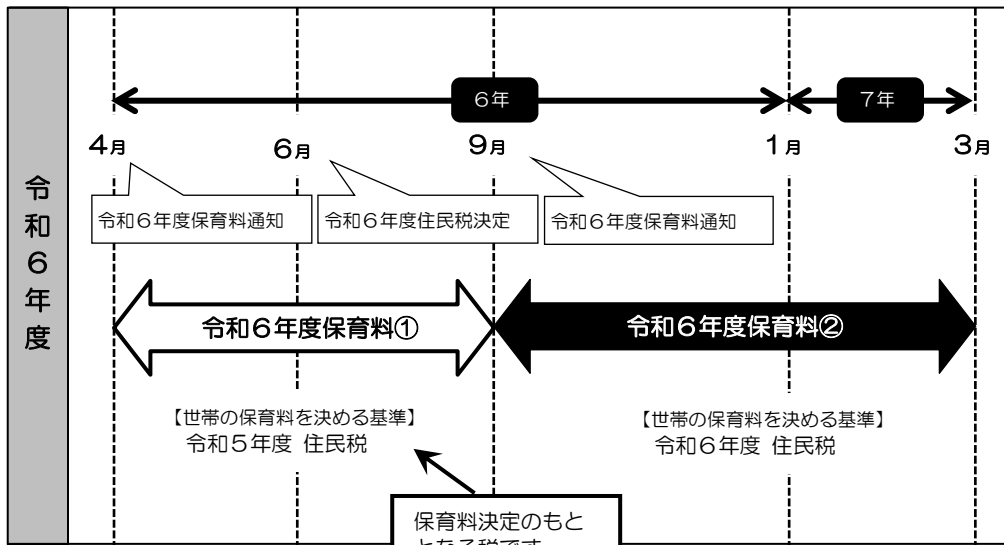 令和６年度
6年
7年
4月
6月
9月
1月
3月
令和６年度保育料通知
令和６年度住民税決定
令和６年度保育料通知
令和６年度保育料①
令和６年度保育料②
【世帯の保育料を決める基準】
令和５年度 住民税
【世帯の保育料を決める基準】
令和６年度 住民税
保育料決定のもと
となる税です